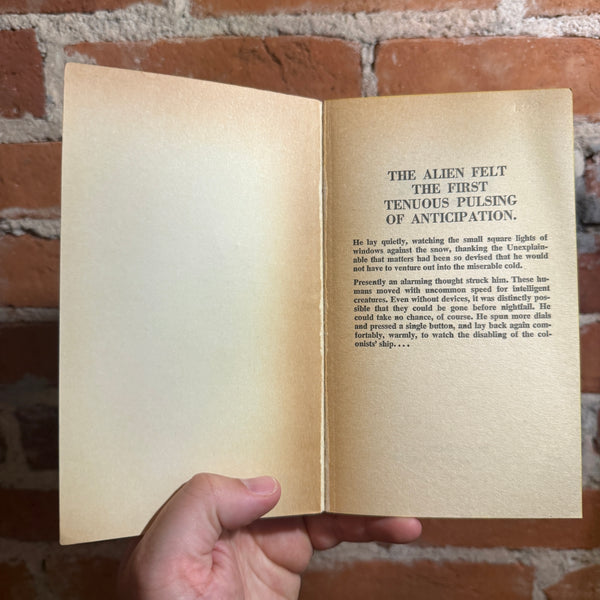 THE ALIEN FELT
THE FIRST
TENUOUS PULSING
OF ANTICIPATION.
He lay quietly, watching the small square lights of
windows against the snow, thanking the Unexplain-
able that matters had been so devised that he would
not have to venture out into the miserable cold.
Presently an alarming thought struck him. These hu-
mans moved with uncommon speed for intelligent
creatures. Even without devices, it was distinctly pos-
sible that they could be gone before nightfall. He
could take no chance, of course. He spun more dials
and pressed a single button, and lay back again com-
fortably, warmly, to watch the disabling of the col-
onists' ship....